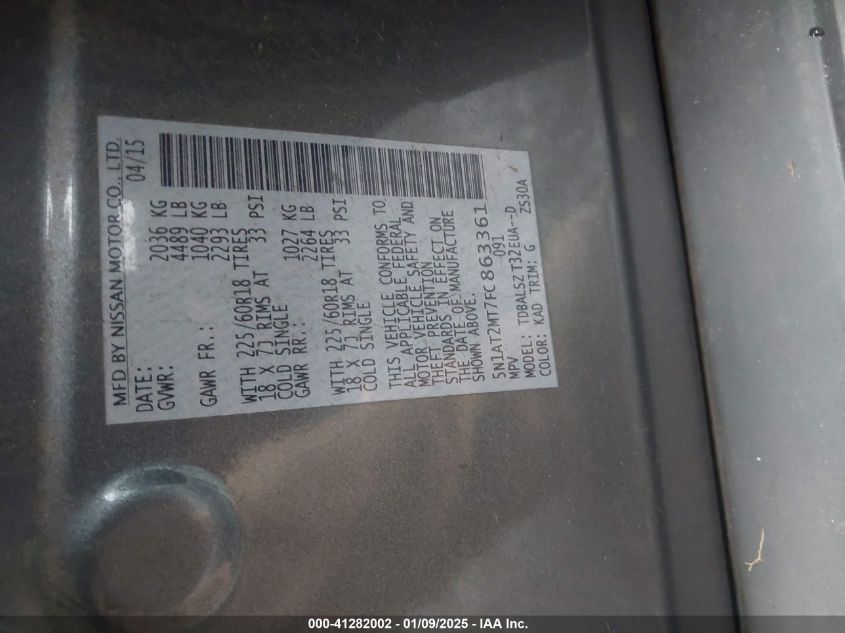 MFD BY NISSAN MOTOR CO., LTD.
DATE: 04/15
GVWR: 2036 KG
4489 LB
GAWR FR.: 1040 KG
2293 LB
WITH 225/60R18 TIRES
18 X 7J RIMS AT 33 PSI
COLD SINGLE
GAWR RR.: 1027 KG
2264 LB
WITH 225/60R18 TIRES
18 X 7J RIMS AT 33 PSI
COLD SINGLE
THIS VEHICLE CONFORMS TO
ALL APPLICABLE FEDERAL
MOTOR VEHICLE SAFETY AND
THEFT PREVENTION
STANDARDS IN EFFECT ON
THE DATE OF MANUFACTURE
SHOWN ABOVE.
5N1AT2MT7FC863361
MPV 091
MODEL: TDBALSZ T32EUA--D
COLOR: KAD TRIM: G ZS30A
000-41282002 - 01/09/2025 - IAA Inc.